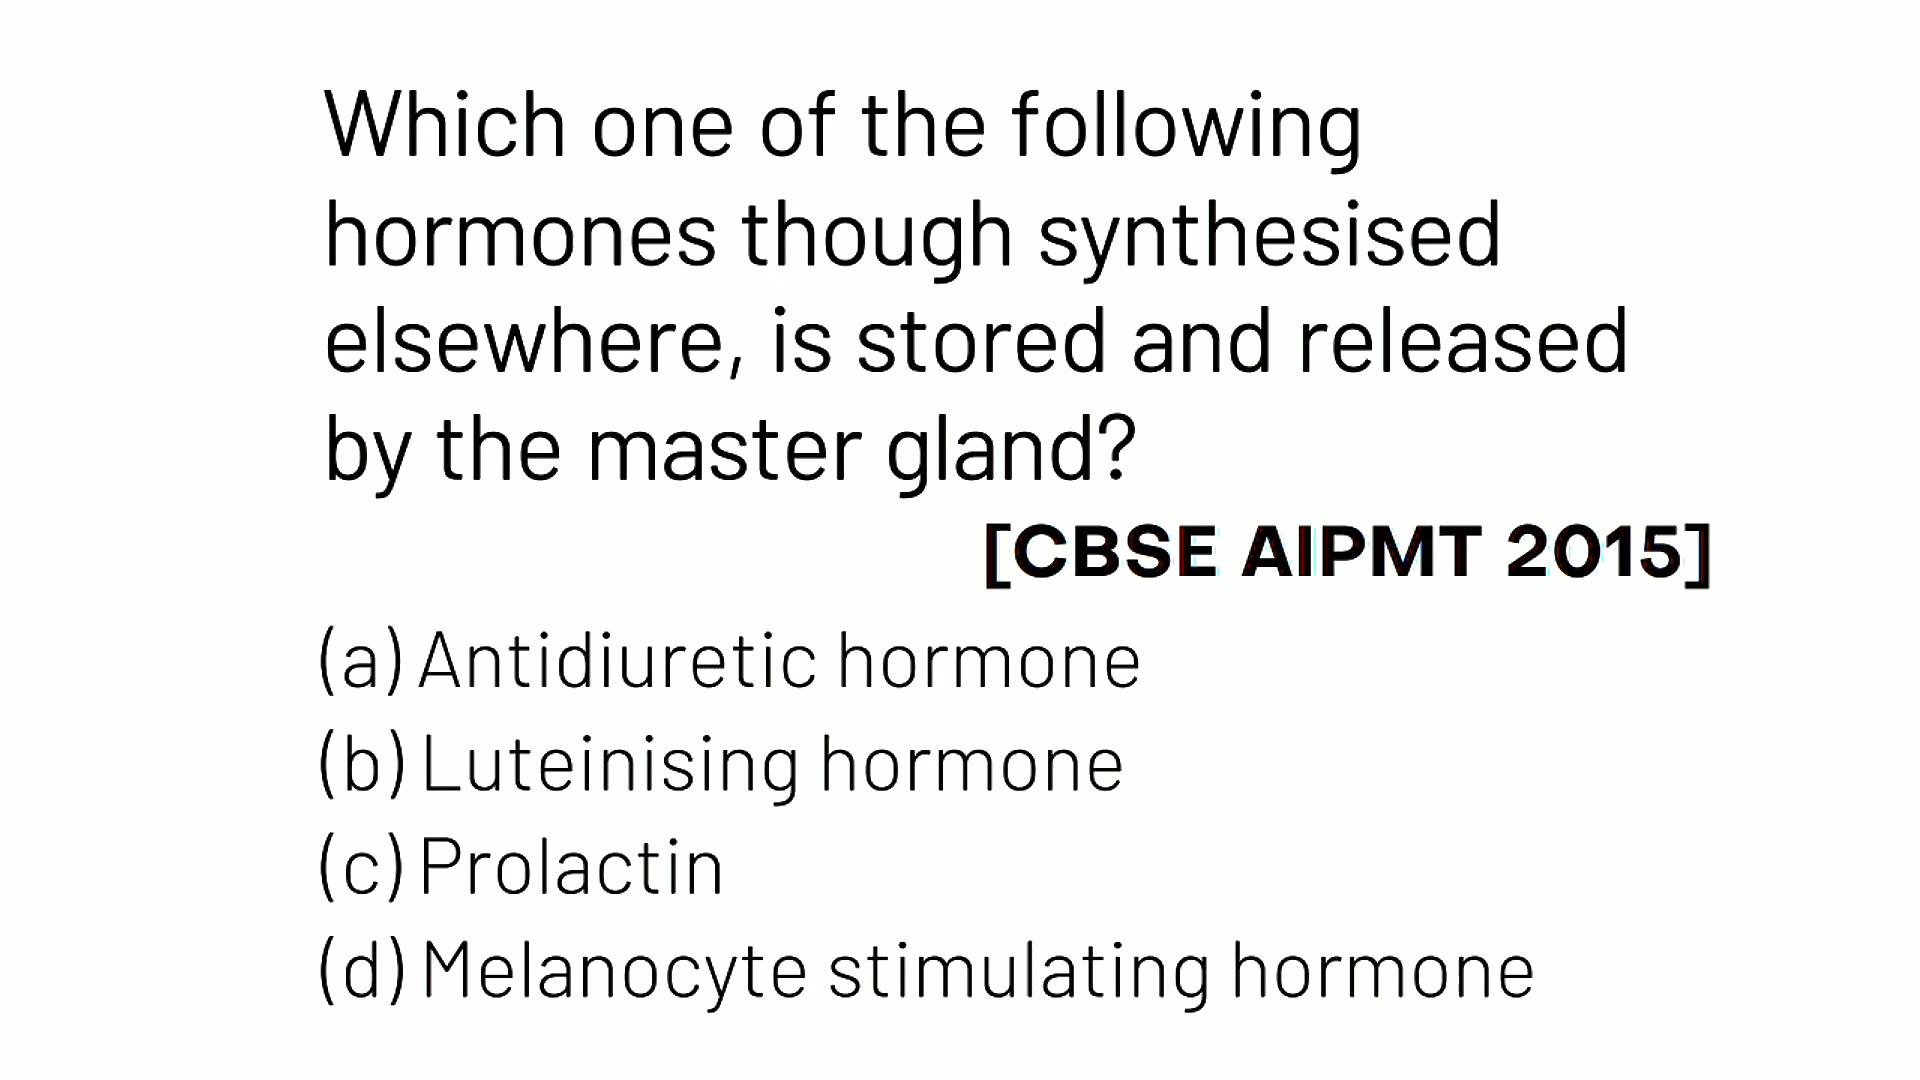 Which one of the following
hormones though synthesised
elsewhere, is stored and released
by the master gland?
[CBSE AIPMT 2015]
(a) Antidiuretic hormone
(b) Luteinising hormone
(c) Prolactin
(d) Melanocyte stimulating hormone